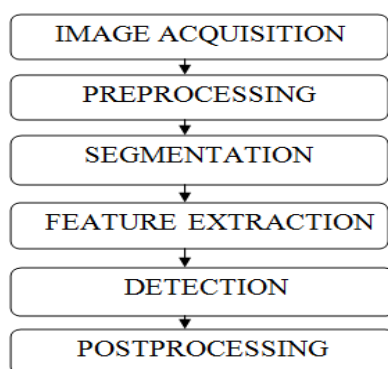 IMAGE ACQUISITION
PREPROCESSING
SEGMENTATION
FEATURE EXTRACTION
DETECTION
POSTPROCESSING